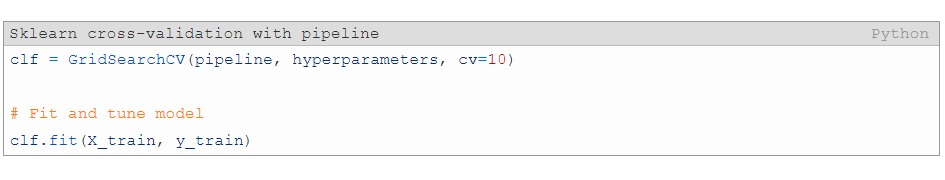 Sklearn cross-validation with pipeline Python
clf = GridSearchCV(pipeline, hyperparameters, cv=10)
# Fit and tune model
clf.fit(X_train, y_train)